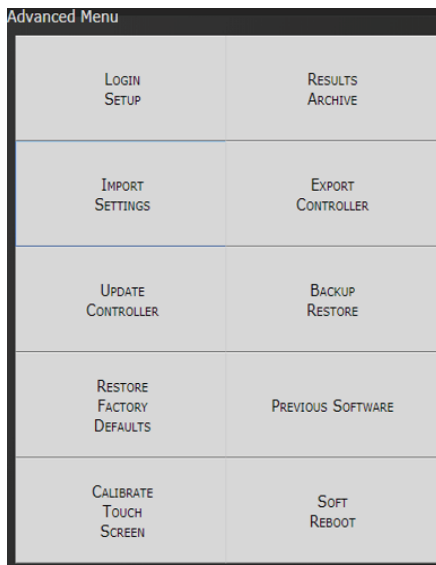 Advanced Menu
Login
Setup
Results
Archive
Import
Settings
Export
Controller
Update
Controller
Backup
Restore
Restore
Factory
Defaults
Previous Software
Calibrate
Touch
Screen
Soft
Reboot